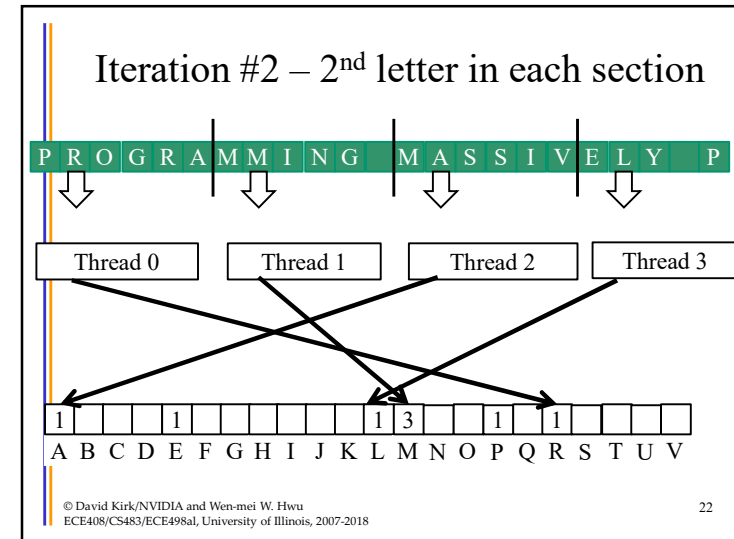 Iteration #2 – 2nd letter in each section
P R O G R A M M I N G M A S S I V E L Y P
Thread 0 Thread 1 Thread 2 Thread 3
1 1 1 3 1 1
A B C D E F G H I J K L M N O P Q R S T U V
© David Kirk/NVIDIA and Wen-mei W. Hwu
ECE408/CS483/ECE498al, University of Illinois, 2007-2018
22